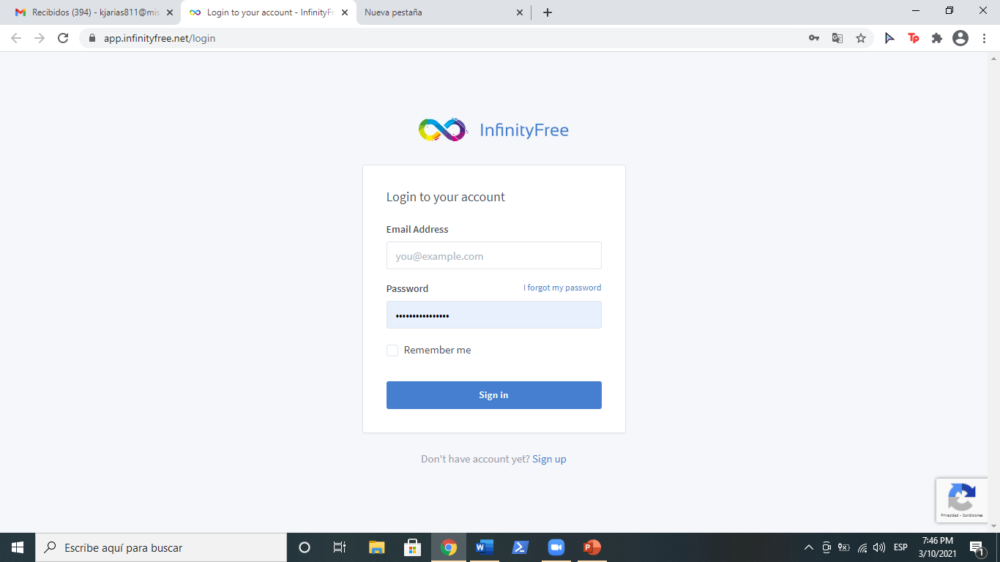 Recibidos (394) - kjarias811@mis
Login to your account - InfinityFr
Nueva pestaña
app.infinityfree.net/login
Tp
InfinityFree
Login to your account
Email Address
you@example.com
Password
I forgot my password
•••••••••••••••
Remember me
Sign in
Don't have account yet? Sign up
Privacidad - Condiciones
Escribe aquí para buscar
ESP
7:46 PM
3/10/2021
1